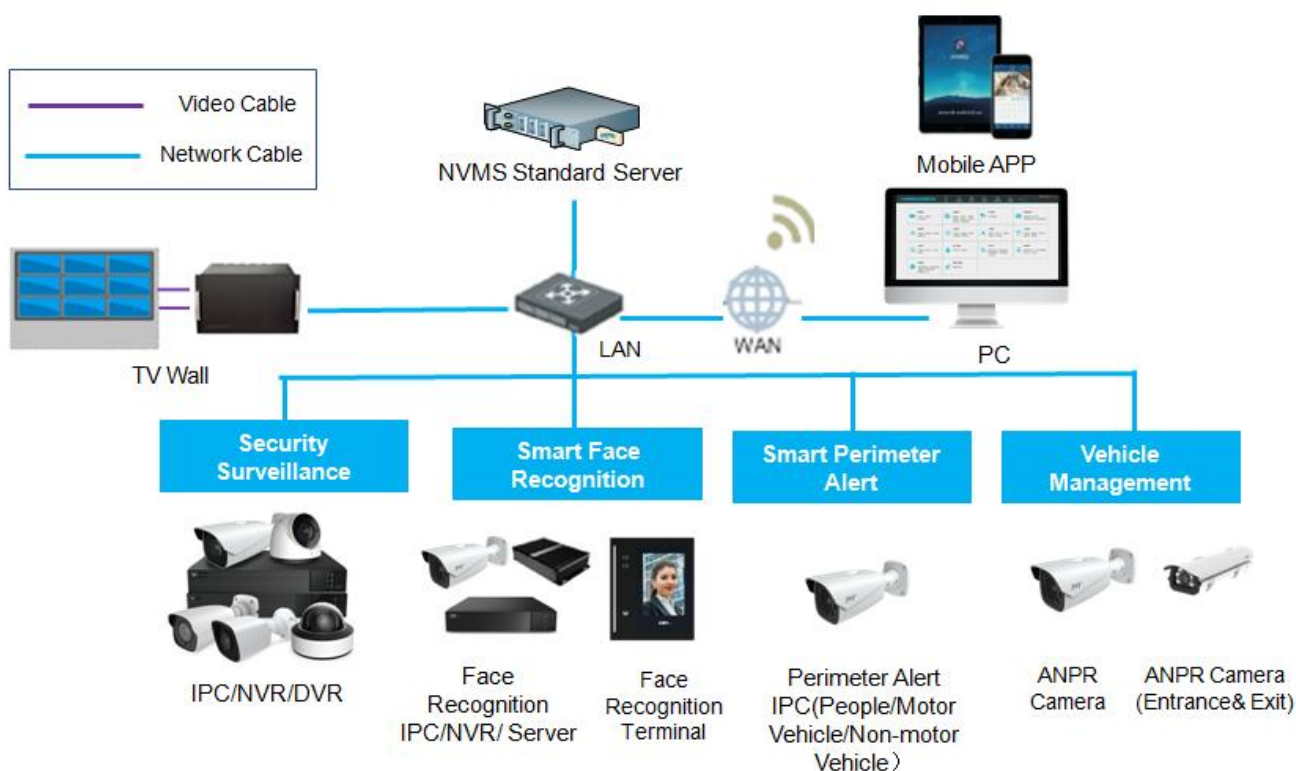 Video Cable
Network Cable
NVMS Standard Server
Mobile APP
TV Wall
LAN
WAN
PC
Security
Surveillance
Smart Face
Recognition
Smart Perimeter
Alert
Vehicle
Management
IPC/NVR/DVR
Face
Recognition
IPC/NVR/ Server
Face
Recognition
Terminal
Perimeter Alert
IPC(People/Motor
Vehicle/Non-motor
Vehicle）
ANPR
Camera
ANPR Camera
(Entrance& Exit)